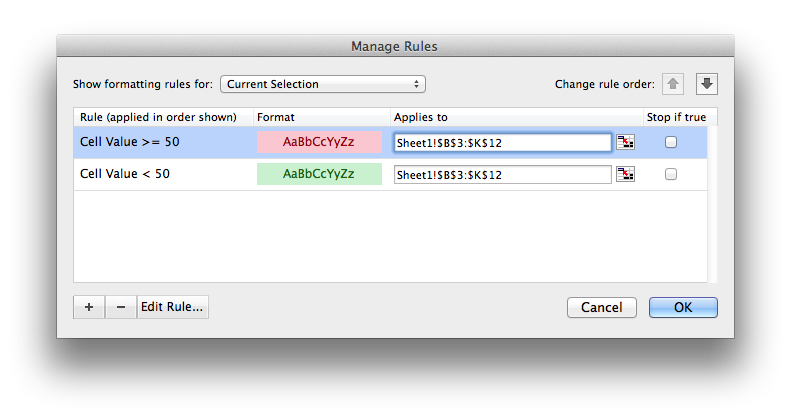 Manage Rules
Show formatting rules for: Current Selection Change rule order:
Rule (applied in order shown) Format Applies to Stop if true
Cell Value >= 50 AaBbCcYyZz Sheet1!$B$3:$K$12
Cell Value < 50 AaBbCcYyZz Sheet1!$B$3:$K$12
+ − Edit Rule... Cancel OK